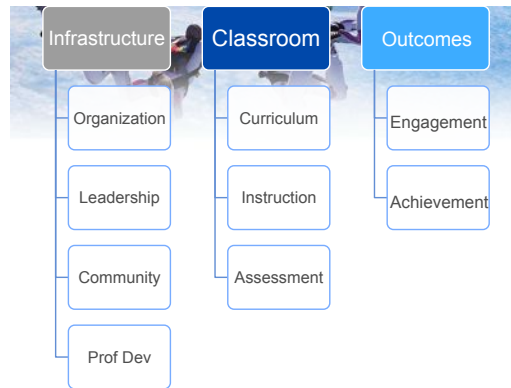 Infrastructure
Organization
Leadership
Community
Prof Dev
Classroom
Curriculum
Instruction
Assessment
Outcomes
Engagement
Achievement